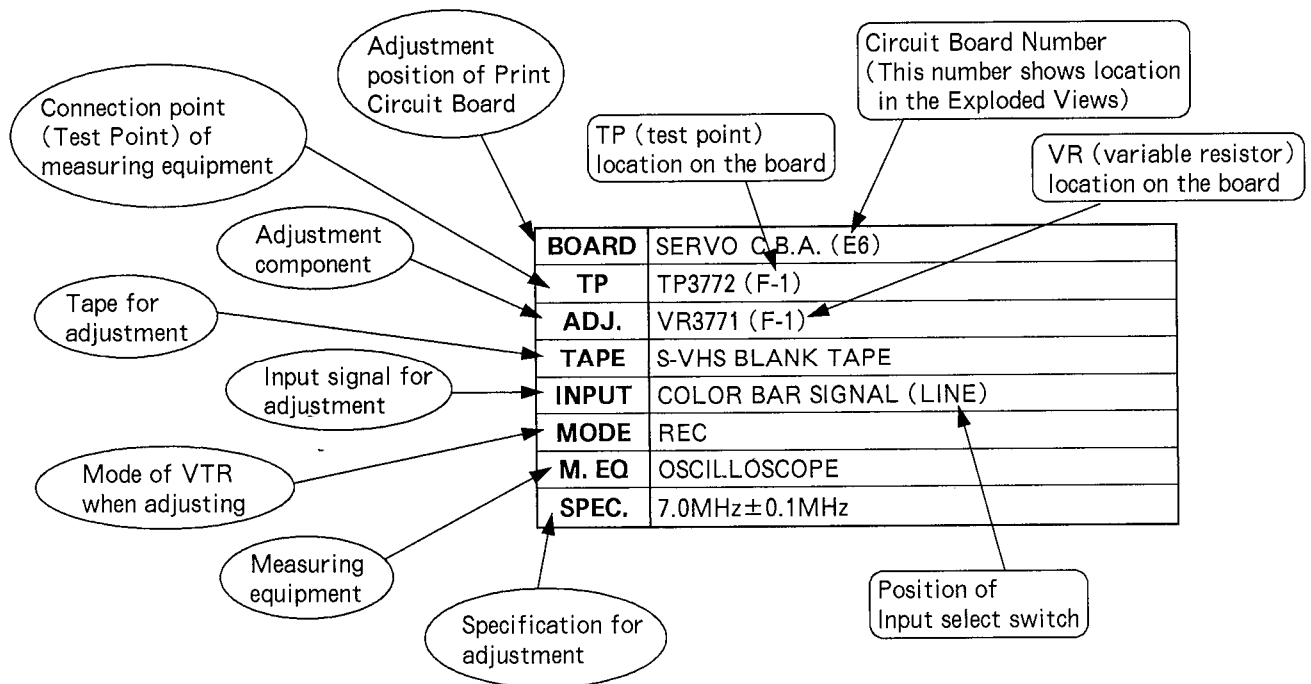 Adjustment
position of Print
Circuit Board
Circuit Board Number
(This number shows location
in the Exploded Views)
Connection point
(Test Point) of
measuring equipment
TP (test point)
location on the board
VR (variable resistor)
location on the board
Adjustment
component
Tape for
adjustment
Input signal for
adjustment
Mode of VTR
when adjusting
Measuring
equipment
Specification for
adjustment
BOARD SERVO C.B.A. (E6)
TP TP3772 (F-1)
ADJ. VR3771 (F-1)
TAPE S-VHS BLANK TAPE
INPUT COLOR BAR SIGNAL (LINE)
MODE REC
M. EQ OSCILLOSCOPE
SPEC. 7.0MHz±0.1MHz
Position of
Input select switch